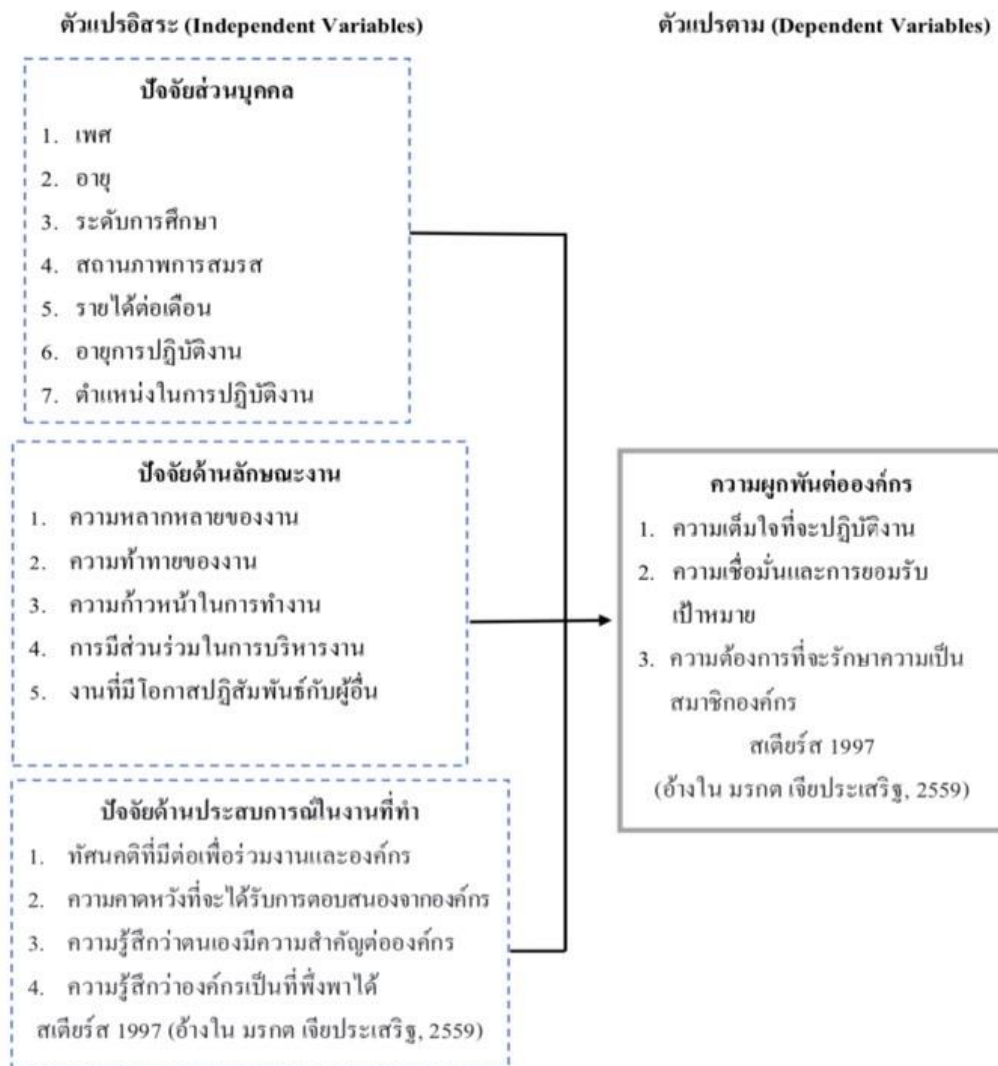 ตัวแปรอิสระ (Independent Variables)
ตัวแปรตาม (Dependent Variables)
ปัจจัยส่วนบุคคล
1. เพศ
2. อายุ
3. ระดับการศึกษา
4. สถานภาพการสมรส
5. รายได้ต่อเดือน
6. อายุการปฏิบัติงาน
7. ตำแหน่งในการปฏิบัติงาน
ปัจจัยด้านลักษณะงาน
1. ความหลากหลายของงาน
2. ความท้าทายของงาน
3. ความก้าวหน้าในการทำงาน
4. การมีส่วนร่วมในการบริหารงาน
5. งานที่มีโอกาสปฏิสัมพันธ์กับผู้อื่น
ปัจจัยด้านประสบการณ์ในงานที่ทำ
1. ทัศนคติที่มีต่อเพื่อร่วมงานและองค์กร
2. ความคาดหวังที่จะได้รับการตอบสนองจากองค์กร
3. ความรู้สึกว่าตนเองมีความสำคัญต่อองค์กร
4. ความรู้สึกว่าองค์กรเป็นที่พึ่งพาได้
สเตียร์ส 1997 (อ้างใน มรกต เจียประเสริฐ, 2559)
ความผูกพันต่อองค์กร
1. ความเต็มใจที่จะปฏิบัติงาน
2. ความเชื่อมั่นและการยอมรับ
เป้าหมาย
3. ความต้องการที่จะรักษาความเป็น
สมาชิกองค์กร
สเตียร์ส 1997
(อ้างใน มรกต เจียประเสริฐ, 2559)